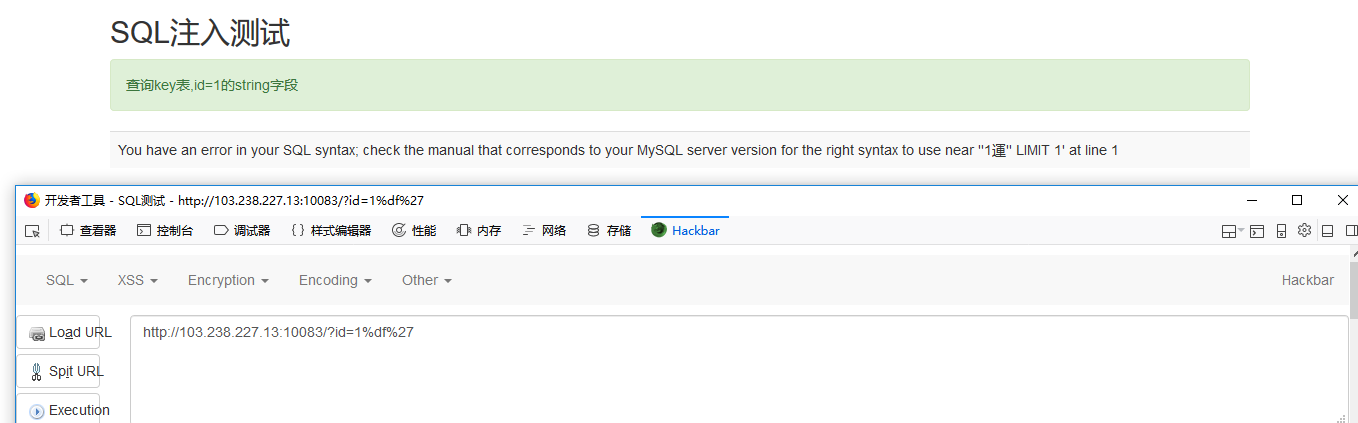 SQL注入测试
查询key表,id=1的string字段
You have an error in your SQL syntax; check the manual that corresponds to your MySQL server version for the right syntax to use near ''1運'' LIMIT 1' at line 1
开发者工具 - SQL测试 - http://103.238.227.13:10083/?id=1%df%27
查看器 控制台 调试器 样式编辑器 性能 内存 网络 存储 Hackbar
SQL XSS Encryption Encoding Other Hackbar
Load URL http://103.238.227.13:10083/?id=1%df%27
Split URL
Execution